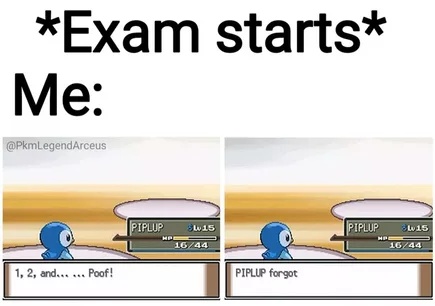 *Exam starts*
Me:
@PkmLegendArceus
PIPLUP ♂Lv15
HP
16/44
1, 2, and... ... Poof!
PIPLUP ♂Lv15
HP
16/44
PIPLUP forgot